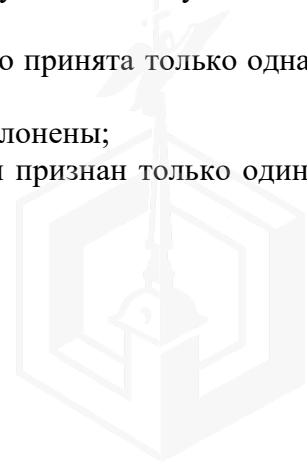 о принята только одна
лонены;
и признан только один